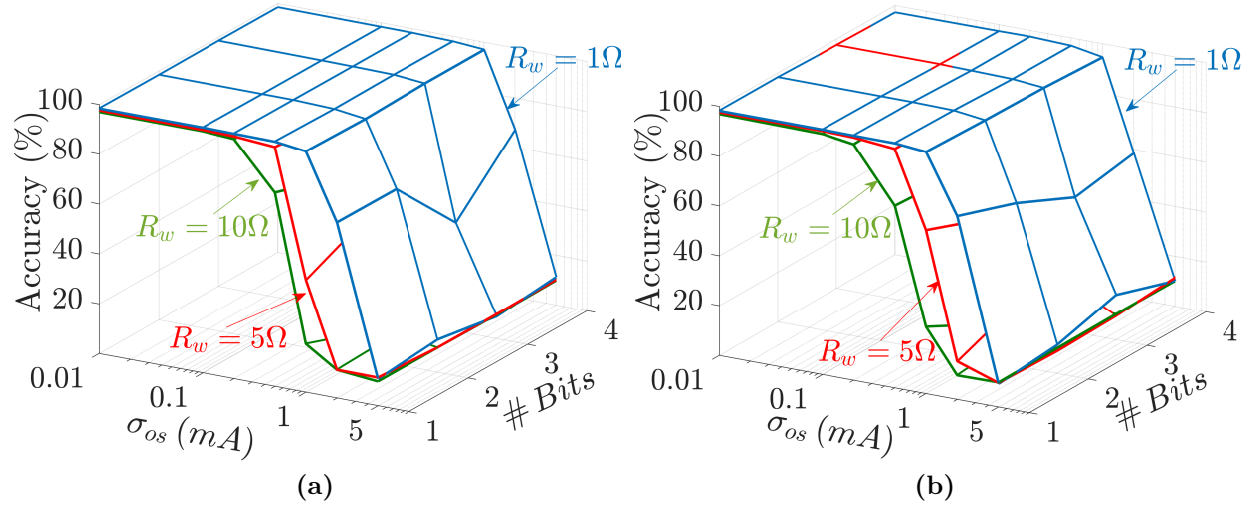 Accuracy (%)
100
80
60
40
20
0.01
0.1
1
5
σ_os (mA)
1
2
3
4
# Bits
R_w = 1Ω
R_w = 10Ω
R_w = 5Ω
(a)
Accuracy (%)
100
80
60
40
20
0.01
0.1
1
5
σ_os (mA)
1
2
3
4
# Bits
R_w = 1Ω
R_w = 10Ω
R_w = 5Ω
(b)